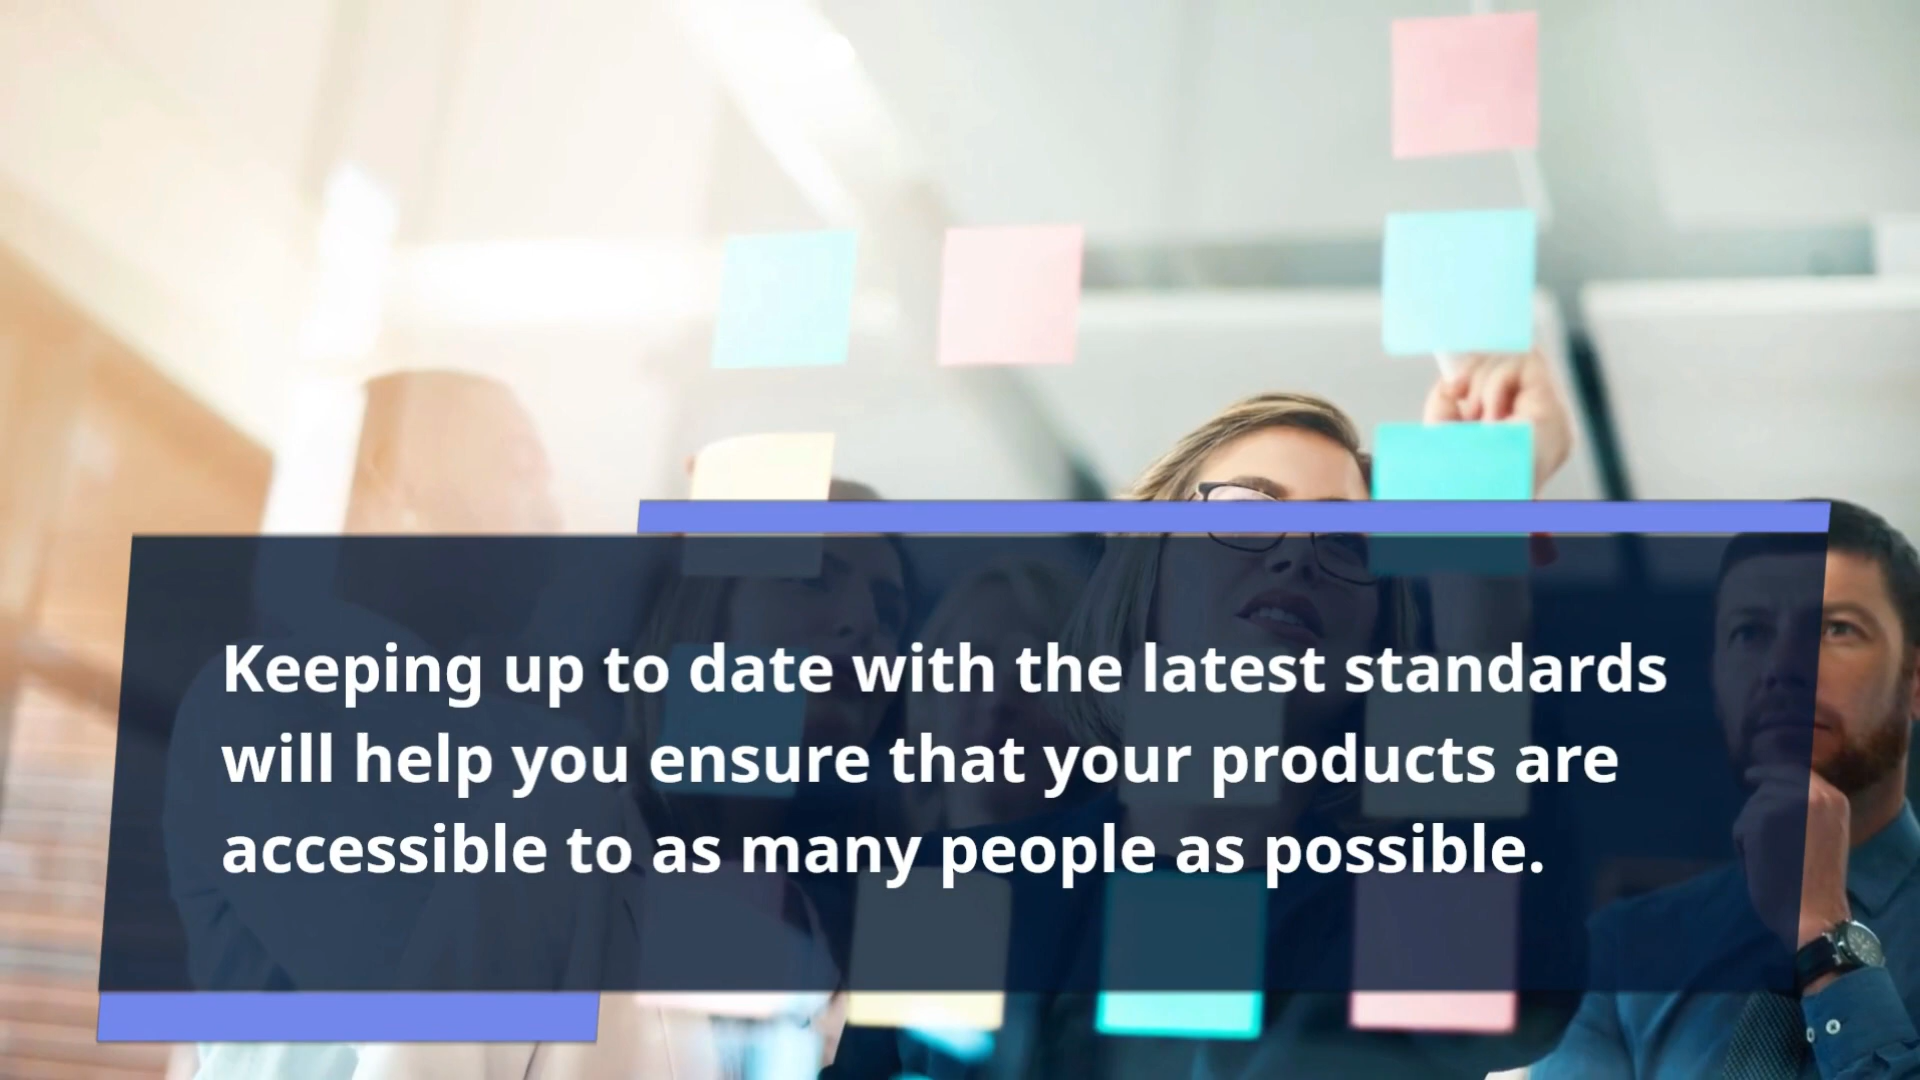 Keeping up to date with the latest standards
will help you ensure that your products are
accessible to as many people as possible.